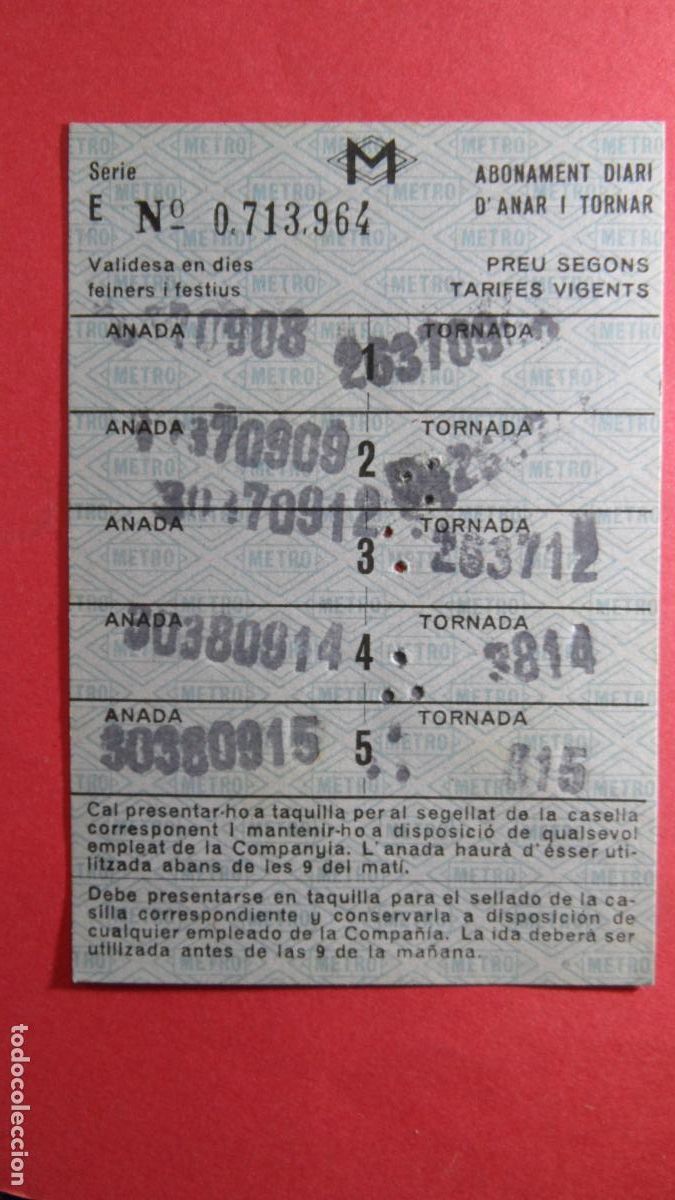 M
Serie
E Nº 0.713.964
ABONAMENT DIARI
D'ANAR I TORNAR
Validesa en dies
feiners i festius
PREU SEGONS
TARIFES VIGENTS
ANADA 1 TORNADA
ANADA 2 TORNADA
370909
30470912
ANADA 3 TORNADA
263712
ANADA 4 TORNADA
30380914
3814
ANADA 5 TORNADA
30380915
815
Cal presentar-ho a taquilla per al segellat de la casella
corresponent i mantenir-ho a disposició de qualsevol
empleat de la Companyia. L'anada haurà d'ésser uti-
litzada abans de les 9 del matí.
Debe presentarse en taquilla para el sellado de la ca-
silla correspondiente y conservarla a disposición de
cualquier empleado de la Compañía. La ida deberá ser
utilizada antes de las 9 de la mañana.
todocoleccion